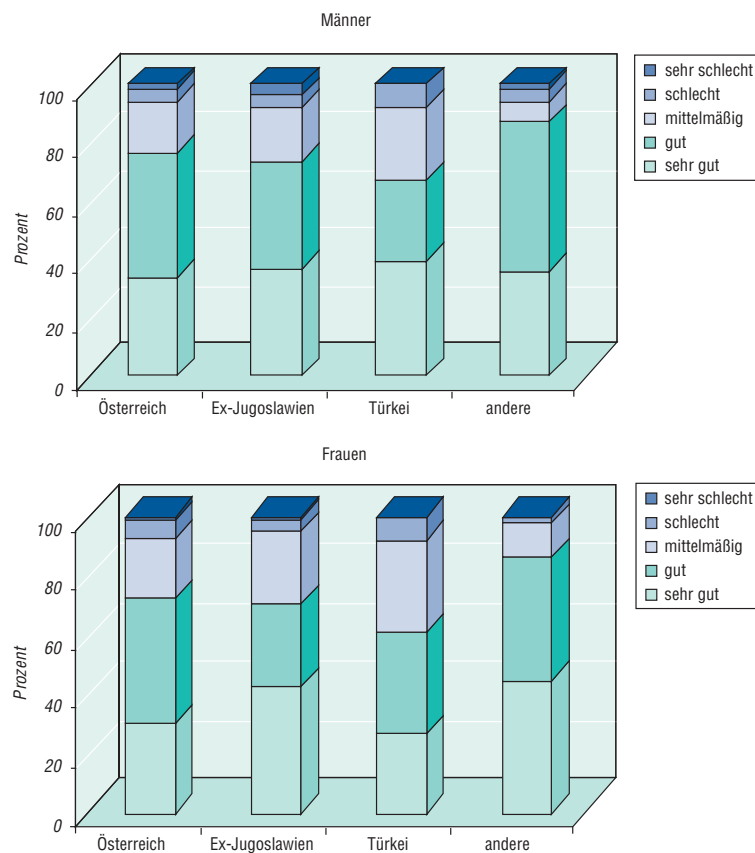 Männer
sehr schlecht
schlecht
mittelmäßig
gut
sehr gut
100
80
60
40
20
0
Prozent
Österreich Ex-Jugoslawien Türkei andere
Frauen
sehr schlecht
schlecht
mittelmäßig
gut
sehr gut
100
80
60
40
20
0
Prozent
Österreich Ex-Jugoslawien Türkei andere